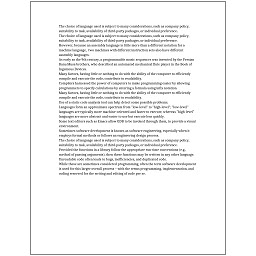 The choice of language used is subject to many considerations, such as company policy,
suitability to task, availability of third-party packages, or individual preference.
The choice of language used is subject to many considerations, such as company policy,
suitability to task, availability of third-party packages, or individual preference.
However, because an assembly language is little more than a different notation for a
machine language, two machines with different instruction sets also have different
assembly languages.
As early as the 9th century, a programmable music sequencer was invented by the Persian
Banu Musa brothers, who described an automated mechanical flute player in the Book of
Ingenious Devices.
Many factors, having little or nothing to do with the ability of the computer to efficiently
compile and execute the code, contribute to readability.
Compilers harnessed the power of computers to make programming easier by allowing
programmers to specify calculations by entering a formula using infix notation.
Many factors, having little or nothing to do with the ability of the computer to efficiently
compile and execute the code, contribute to readability.
Use of a static code analysis tool can help detect some possible problems.
Languages form an approximate spectrum from "low-level" to "high-level"; "low-level"
languages are typically more machine-oriented and faster to execute, whereas "high-level"
languages are more abstract and easier to use but execute less quickly.
Some text editors such as Emacs allow GDB to be invoked through them, to provide a visual
environment.
Sometimes software development is known as software engineering, especially when it
employs formal methods or follows an engineering design process.
The choice of language used is subject to many considerations, such as company policy,
suitability to task, availability of third-party packages, or individual preference.
Provided the functions in a library follow the appropriate run-time conventions (e.g.,
method of passing arguments), then these functions may be written in any other language.
Unreadable code often leads to bugs, inefficiencies, and duplicated code.
While these are sometimes considered programming, often the term software development
is used for this larger overall process – with the terms programming, implementation, and
coding reserved for the writing and editing of code per se.